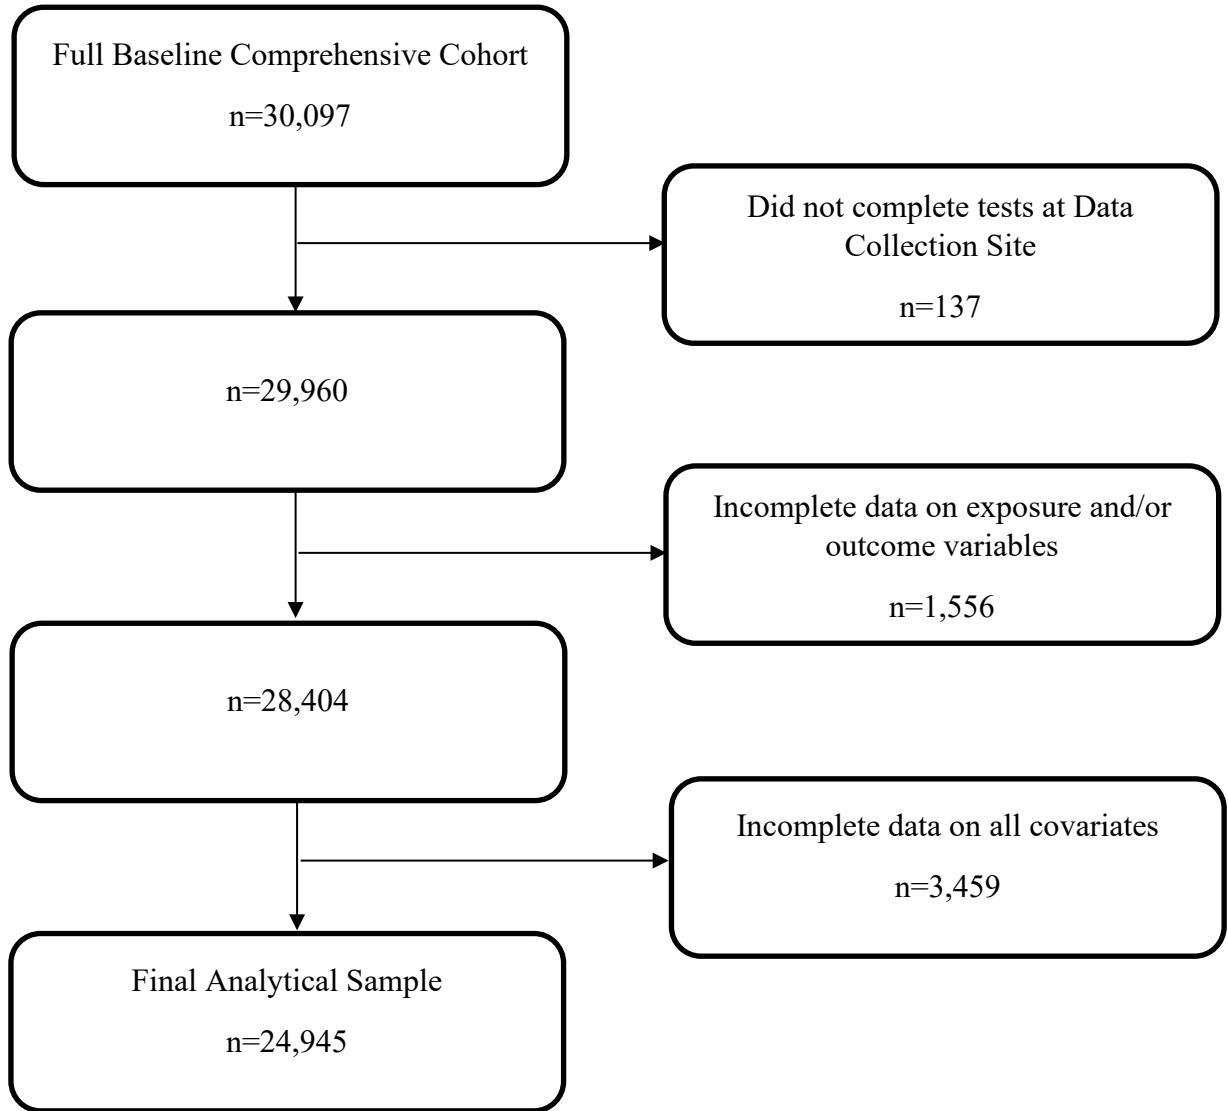 Full Baseline Comprehensive Cohort
n=30,097
Did not complete tests at Data
Collection Site
n=137
n=29,960
Incomplete data on exposure and/or
outcome variables
n=1,556
n=28,404
Incomplete data on all covariates
n=3,459
Final Analytical Sample
n=24,945